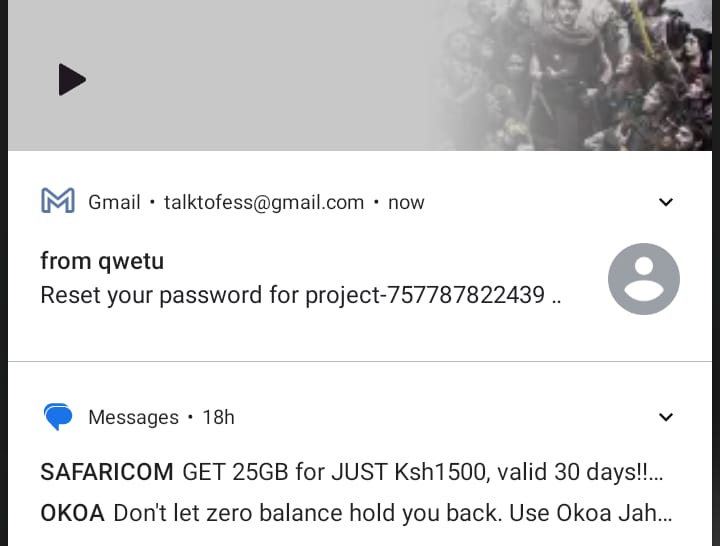 Gmail • talktofess@gmail.com • now
from qwetu
Reset your password for project-757787822439 ..
Messages • 18h
SAFARICOM GET 25GB for JUST Ksh1500, valid 30 days!!...
OKOA Don't let zero balance hold you back. Use Okoa Jah...